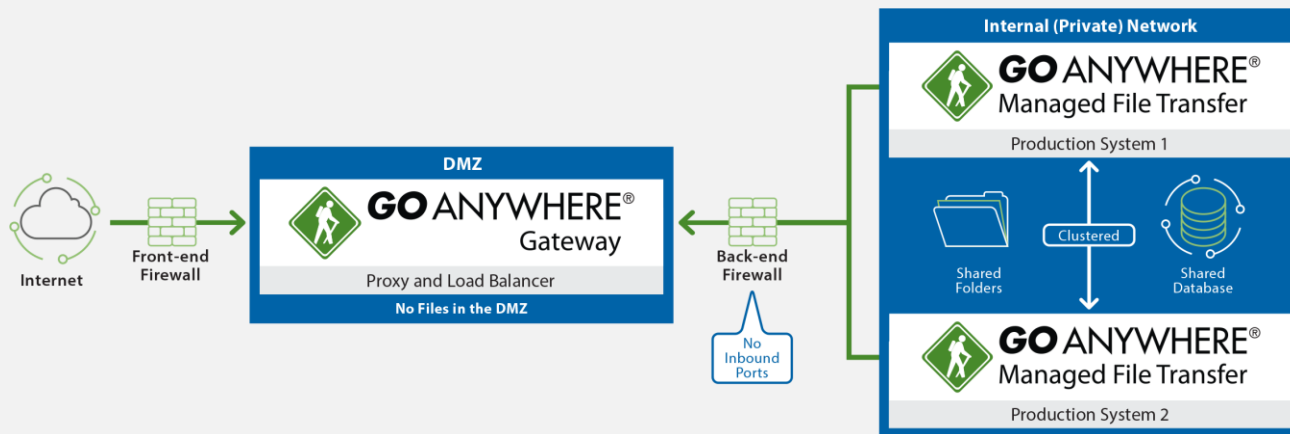 Internet
Front-end
Firewall
DMZ
GO ANYWHERE®
Gateway
Proxy and Load Balancer
No Files in the DMZ
Back-end
Firewall
No
Inbound
Ports
Internal (Private) Network
GO ANYWHERE®
Managed File Transfer
Production System 1
Shared
Folders
Clustered
Shared
Database
GO ANYWHERE®
Managed File Transfer
Production System 2